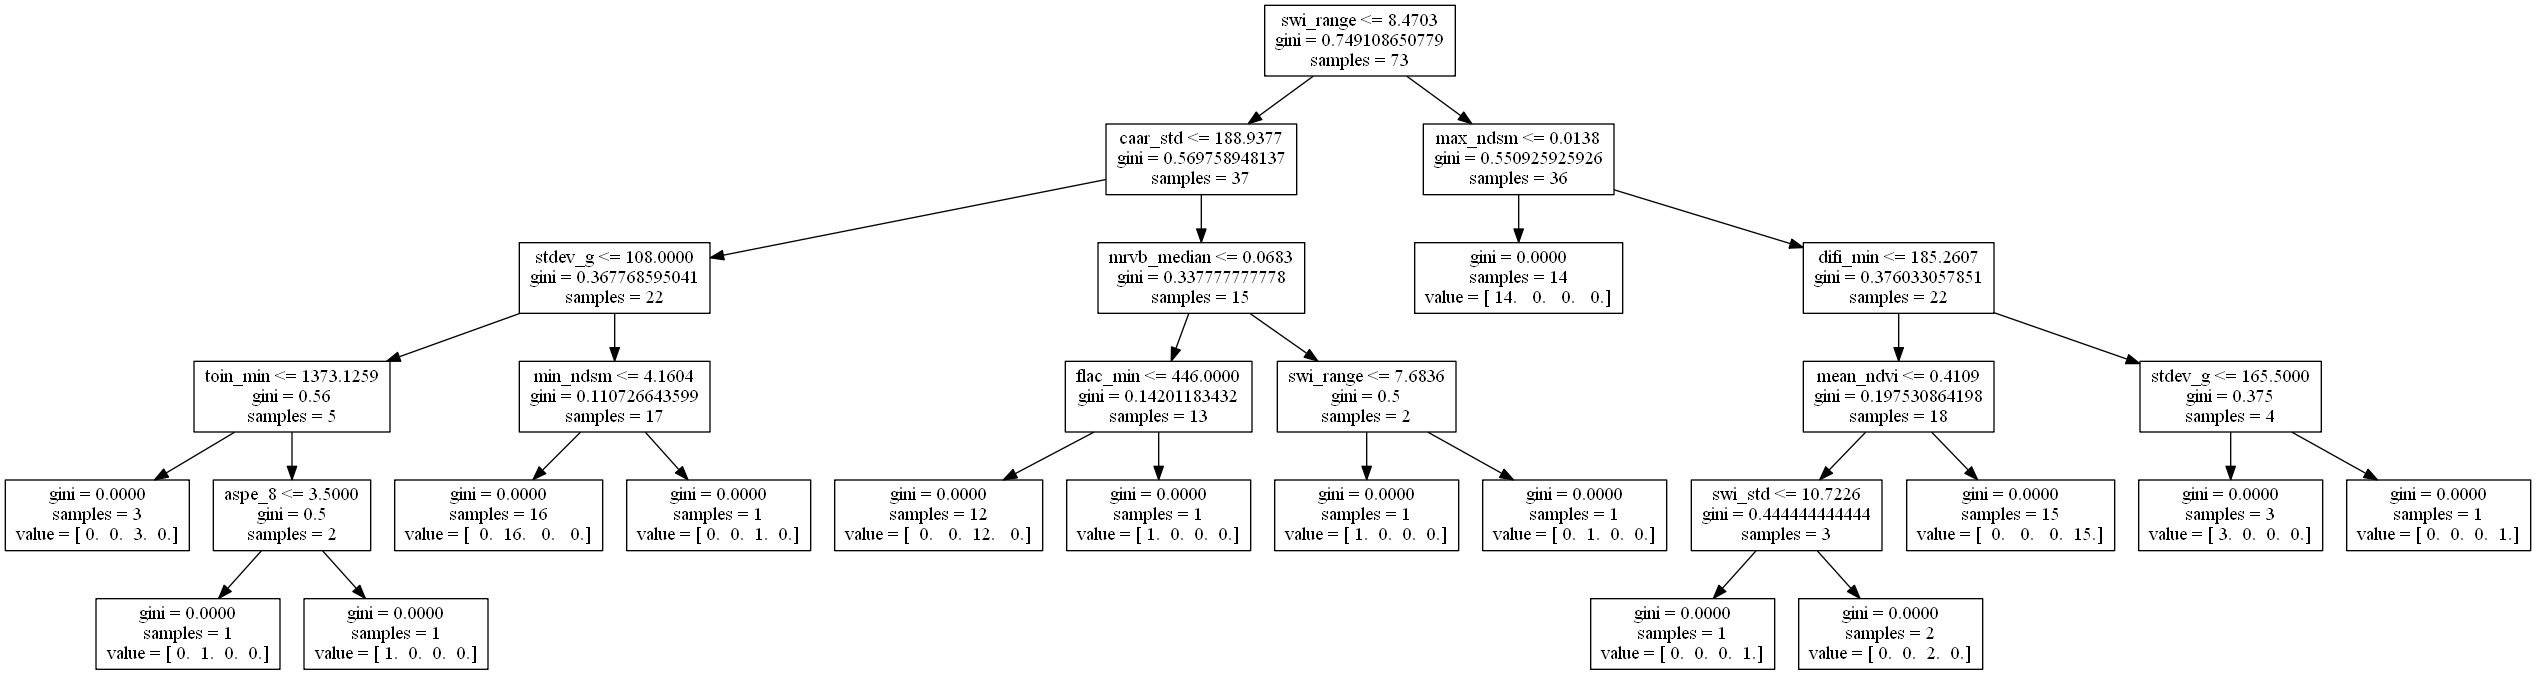 swi_range <= 8.4703
gini = 0.749108650779
samples = 73
caar_std <= 188.9377
gini = 0.569758948137
samples = 37
max_ndsm <= 0.0138
gini = 0.550925925926
samples = 36
stdev_g <= 108.0000
gini = 0.367768595041
samples = 22
mrvb_median <= 0.0683
gini = 0.337777777778
samples = 15
gini = 0.0000
samples = 14
value = [ 14.   0.   0.   0.]
difi_min <= 185.2607
gini = 0.376033057851
samples = 22
toin_min <= 1373.1259
gini = 0.56
samples = 5
min_ndsm <= 4.1604
gini = 0.110726643599
samples = 17
flac_min <= 446.0000
gini = 0.14201183432
samples = 13
swi_range <= 7.6836
gini = 0.5
samples = 2
mean_ndvi <= 0.4109
gini = 0.197530864198
samples = 18
stdev_g <= 165.5000
gini = 0.375
samples = 4
gini = 0.0000
samples = 3
value = [ 0.  0.  3.  0.]
aspe_8 <= 3.5000
gini = 0.5
samples = 2
gini = 0.0000
samples = 16
value = [  0.  16.   0.   0.]
gini = 0.0000
samples = 1
value = [ 0.  0.  1.  0.]
gini = 0.0000
samples = 12
value = [  0.   0.  12.   0.]
gini = 0.0000
samples = 1
value = [ 1.  0.  0.  0.]
gini = 0.0000
samples = 1
value = [ 1.  0.  0.  0.]
gini = 0.0000
samples = 1
value = [ 0.  1.  0.  0.]
swi_std <= 10.7226
gini = 0.444444444444
samples = 3
gini = 0.0000
samples = 15
value = [  0.   0.   0.  15.]
gini = 0.0000
samples = 3
value = [ 3.  0.  0.  0.]
gini = 0.0000
samples = 1
value = [ 0.  0.  0.  1.]
gini = 0.0000
samples = 1
value = [ 0.  1.  0.  0.]
gini = 0.0000
samples = 1
value = [ 1.  0.  0.  0.]
gini = 0.0000
samples = 1
value = [ 0.  0.  0.  1.]
gini = 0.0000
samples = 2
value = [ 0.  0.  2.  0.]